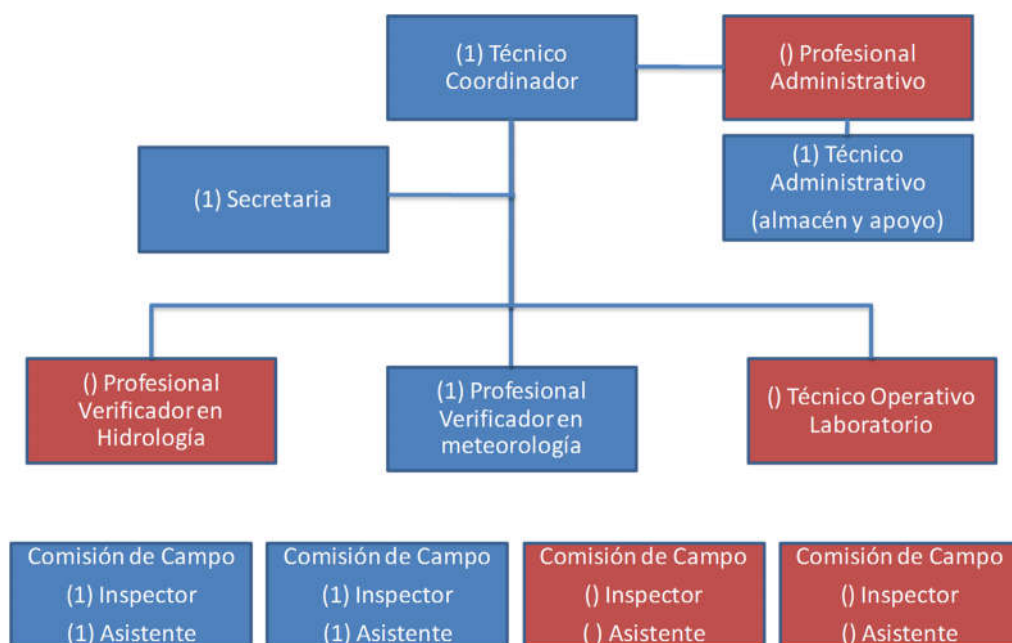 (1) Técnico
Coordinador
() Profesional
Administrativo
(1) Técnico
Administrativo
(almacén y apoyo)
(1) Secretaria
() Profesional
Verificador en
Hidrología
(1) Profesional
Verificador en
meteorología
() Técnico Operativo
Laboratorio
Comisión de Campo
(1) Inspector
(1) Asistente
Comisión de Campo
(1) Inspector
(1) Asistente
Comisión de Campo
() Inspector
( ) Asistente
Comisión de Campo
() Inspector
() Asistente